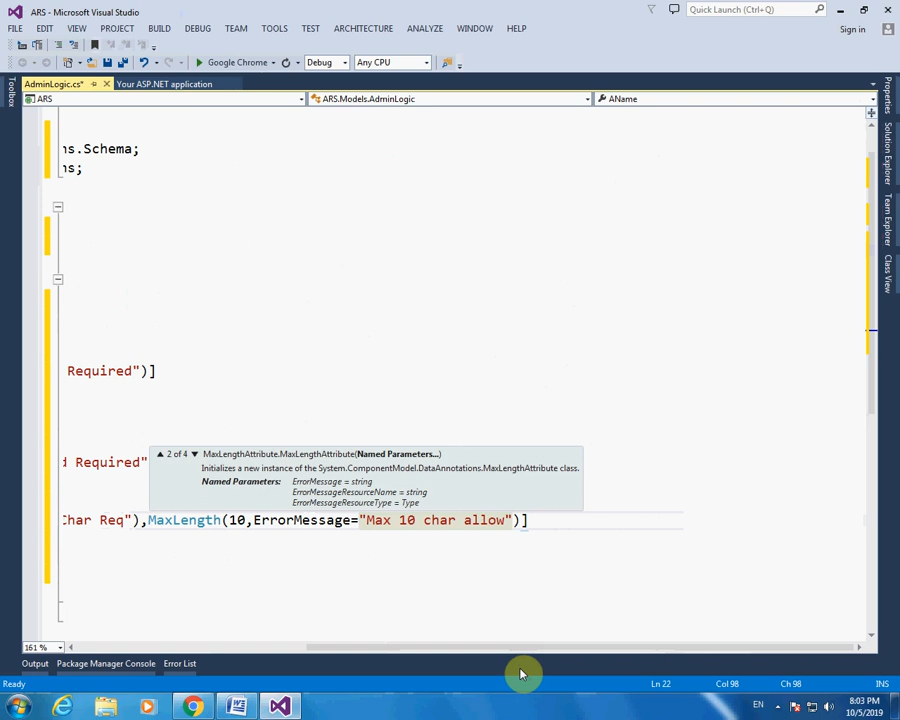 ARS - Microsoft Visual Studio
Quick Launch (Ctrl+Q)
FILE EDIT VIEW PROJECT BUILD DEBUG TEAM TOOLS TEST ARCHITECTURE ANALYZE WINDOW HELP
Sign in
Google Chrome Debug Any CPU
AdminLogic.cs* Your ASP.NET application
ARS ARS.Models.AdminLogic AName
Toolbox
Properties
Solution Explorer
Team Explorer
Class View
ns.Schema;
ns;
Required")]
2 of 4 MaxLengthAttribute.MaxLengthAttribute(Named Parameters...)
d Required"
Initializes a new instance of the System.ComponentModel.DataAnnotations.MaxLengthAttribute class.
Named Parameters: ErrorMessage = string
ErrorMessageResourceName = string
ErrorMessageResourceType = Type
Char Req"),MaxLength(10,ErrorMessage="Max 10 char allow")]
161 %
Output Package Manager Console Error List
Ready Ln 22 Col 98 Ch 98 INS
EN 8:03 PM
10/5/2019